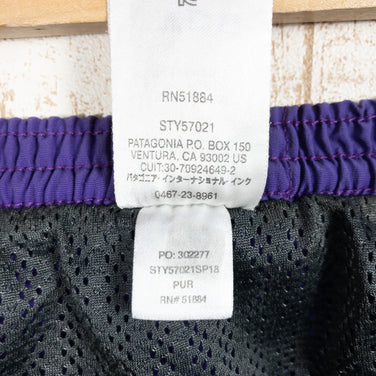 RN51884
STY57021
PATAGONIA P.O. BOX 150
VENTURA, CA 93002 US
CUIT:30-70924649-2
パタゴニア・インターナショナル・インク
0467-23-8961
PO: 302277
STY57021SP18
PUR
RN# 51884